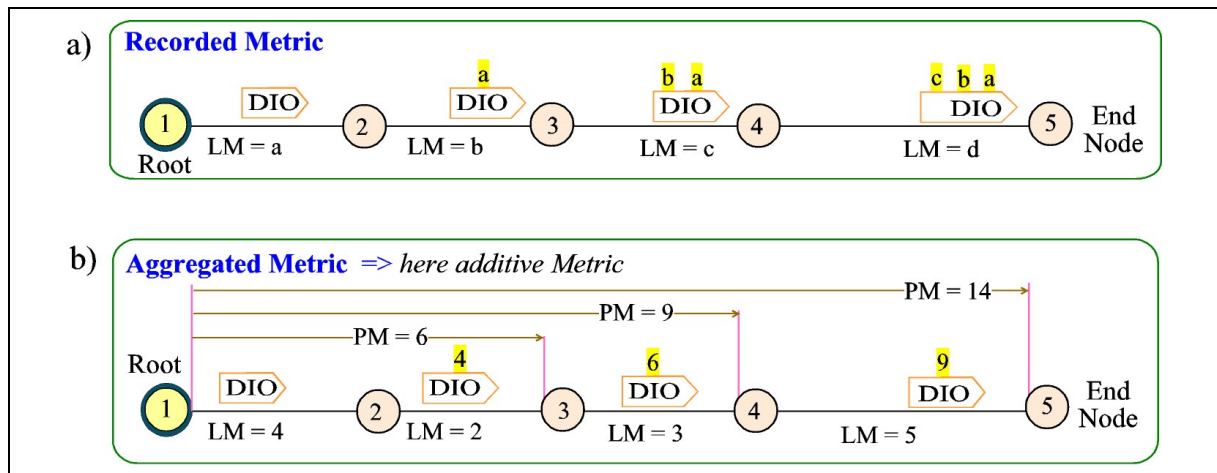 a) Recorded Metric
a
b a
c b a
DIO DIO DIO DIO
1 2 3 4 5
End
Node
LM = a LM = b LM = c LM = d
Root
b) Aggregated Metric => here additive Metric
PM = 14
PM = 9
PM = 6
Root
4 6 9
DIO DIO DIO DIO
1 2 3 4 5
End
Node
LM = 4 LM = 2 LM = 3 LM = 5